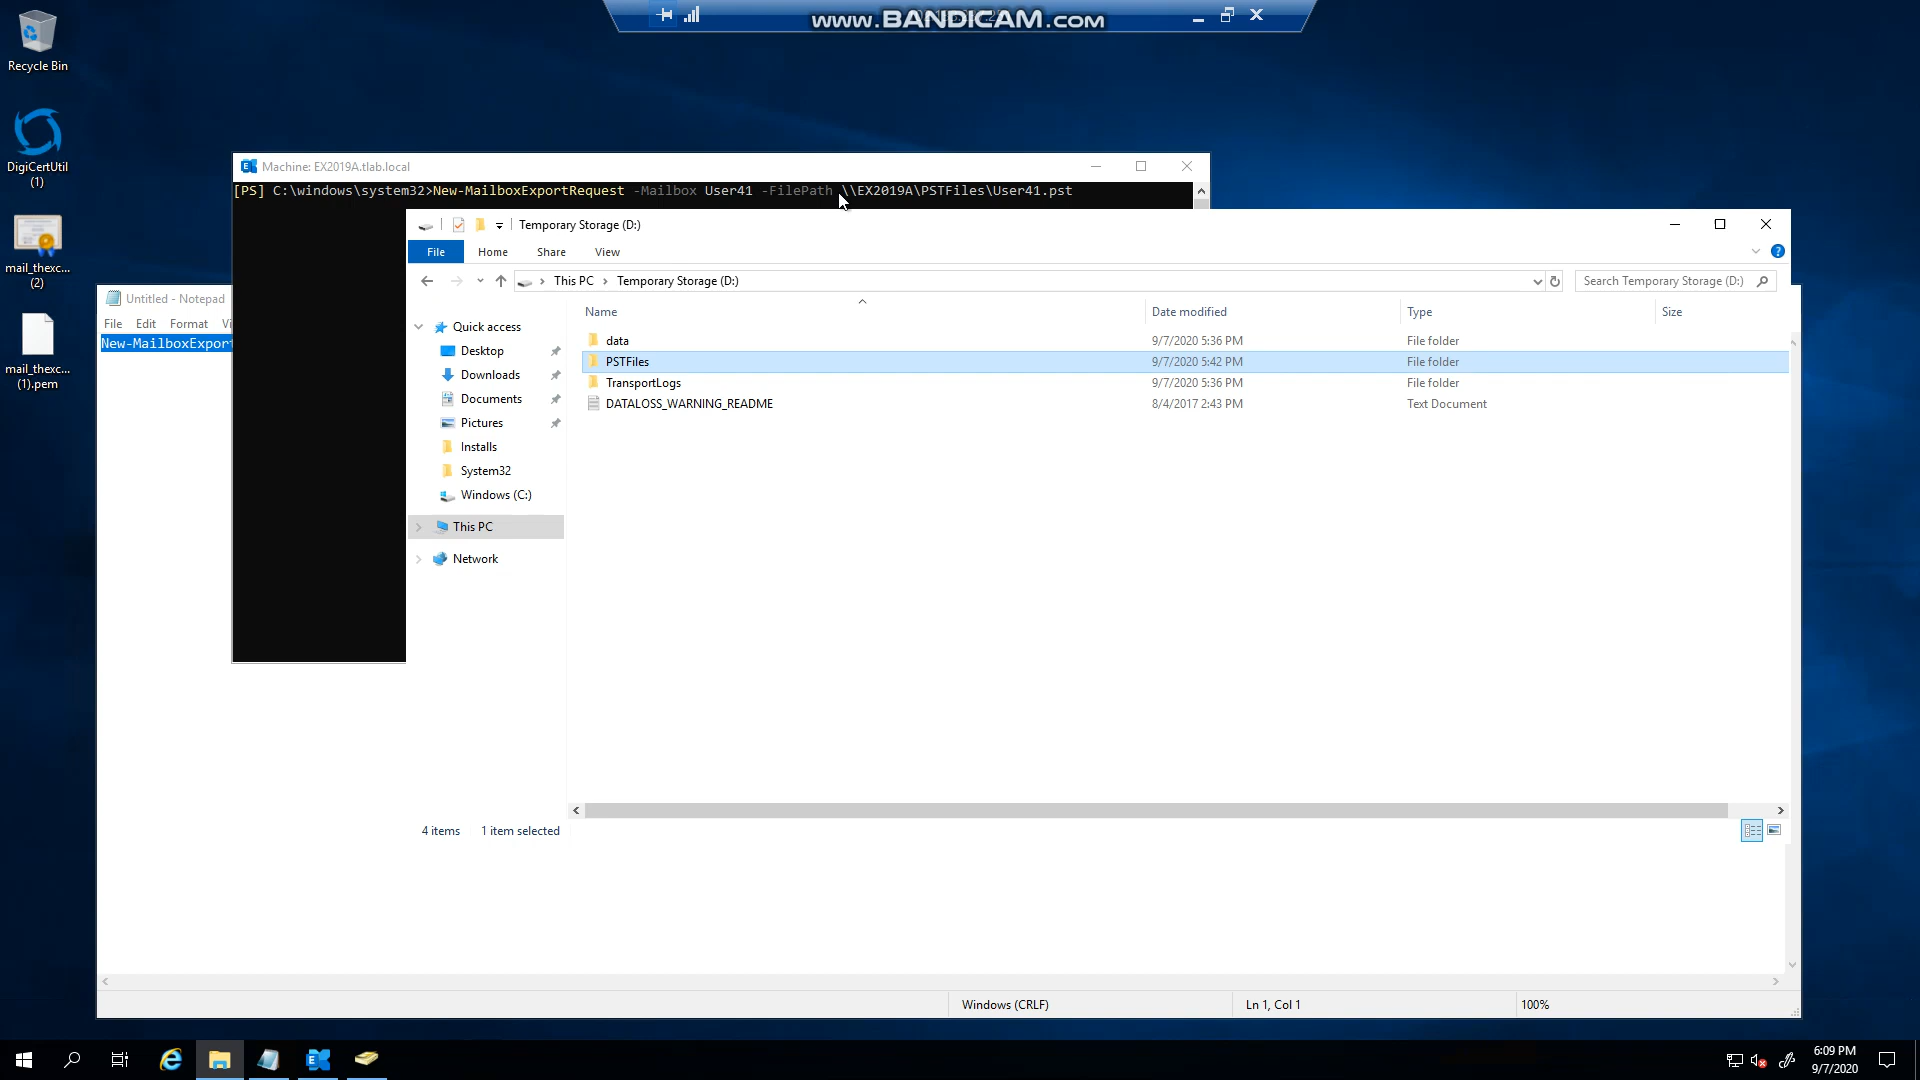 www.BANDICAM.com
Recycle Bin
DigiCertUtil
(1)
mail_thexc...
(2)
mail_thexc...
(1).pem
Machine: EX2019A.tlab.local
[PS] C:\windows\system32>New-MailboxExportRequest -Mailbox User41 -FilePath \\EX2019A\PSTFiles\User41.pst
Untitled - Notepad
File Edit Format Vi
New-MailboxExport
Temporary Storage (D:)
File Home Share View
This PC Temporary Storage (D:)
Search Temporary Storage (D:)
Name Date modified Type Size
data 9/7/2020 5:36 PM File folder
PSTFiles 9/7/2020 5:42 PM File folder
TransportLogs 9/7/2020 5:36 PM File folder
DATALOSS_WARNING_README 8/4/2017 2:43 PM Text Document
Quick access
Desktop
Downloads
Documents
Pictures
Installs
System32
Windows (C:)
This PC
Network
4 items 1 item selected
Windows (CRLF) Ln 1, Col 1 100%
6:09 PM
9/7/2020